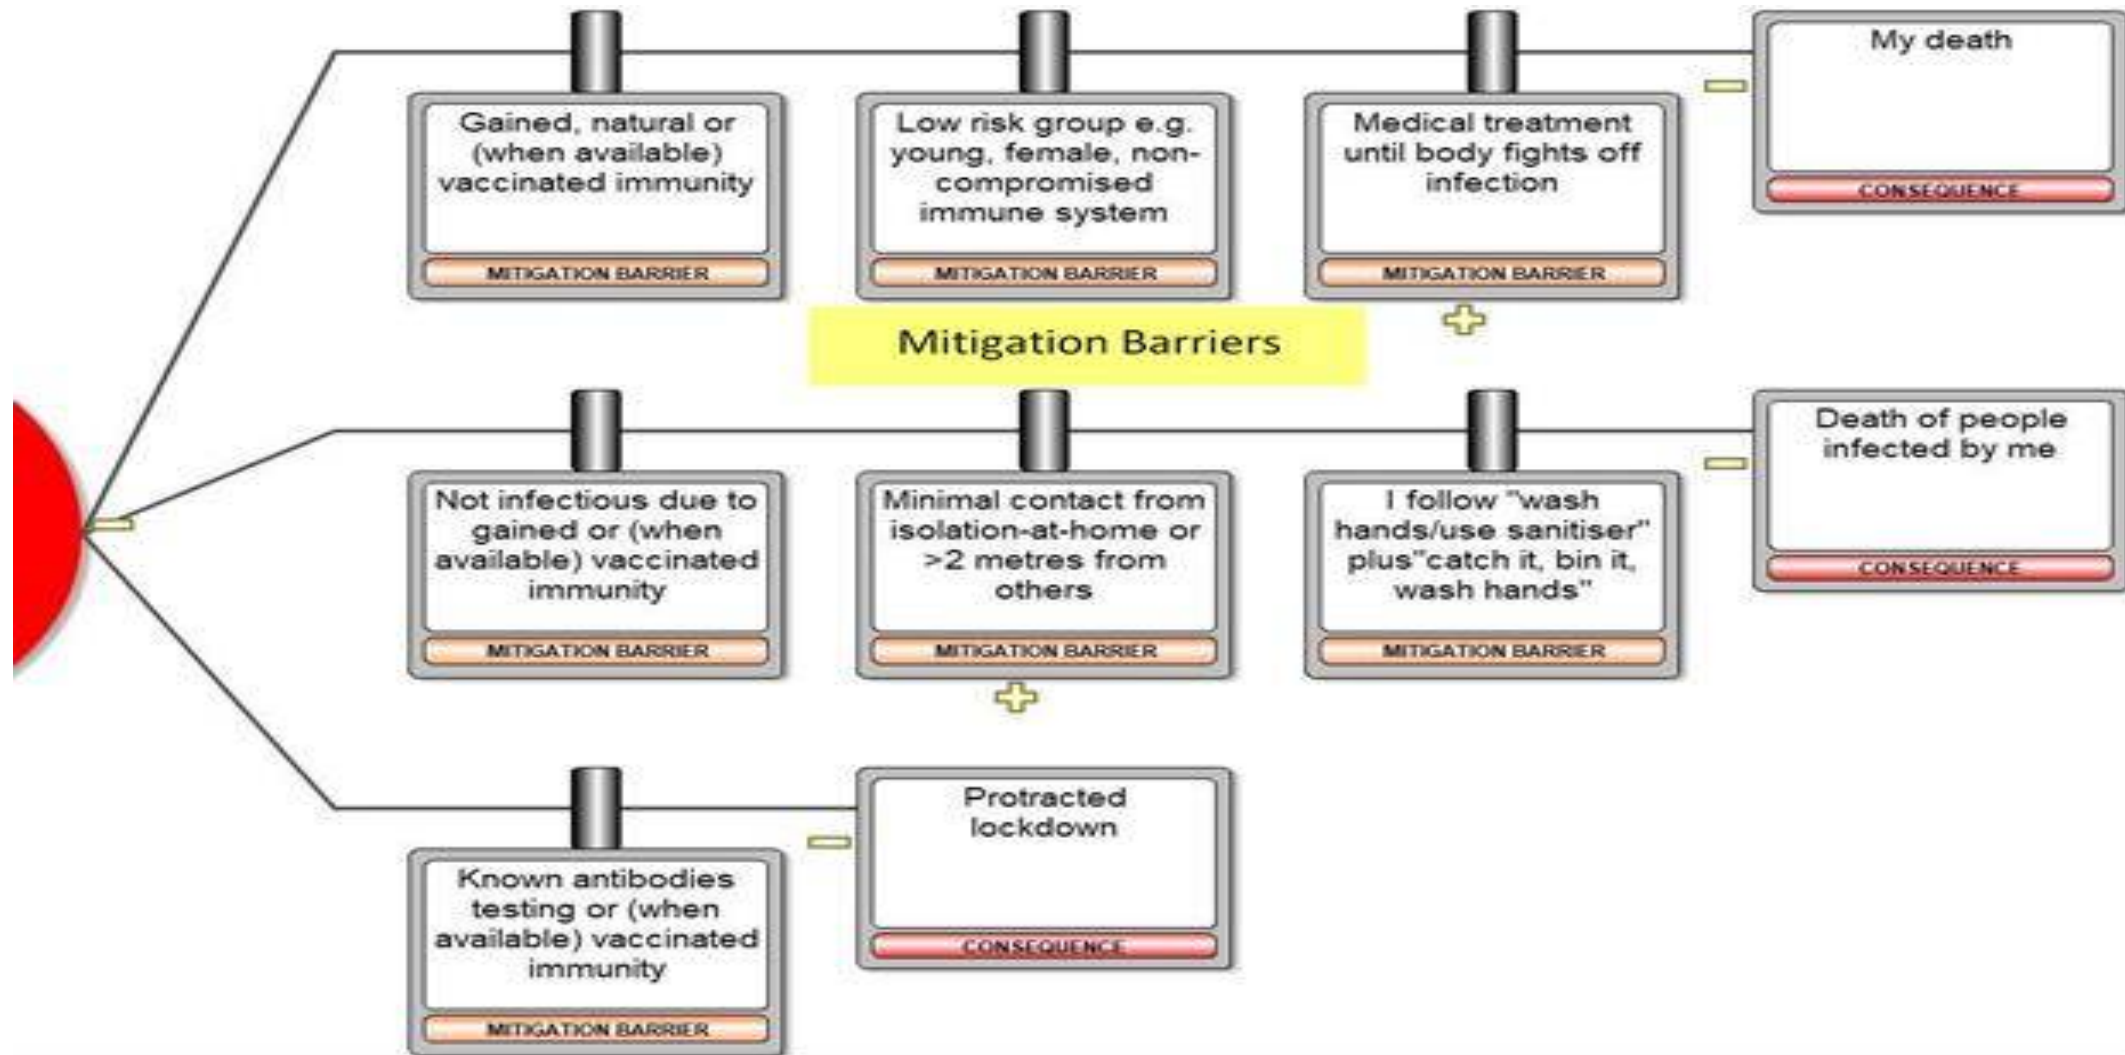 Gained, natural or
(when available)
vaccinated immunity
MITIGATION BARRIER
Low risk group e.g.
young, female, non-
compromised
immune system
MITIGATION BARRIER
Medical treatment
until body fights off
infection
MITIGATION BARRIER
My death
CONSEQUENCE
Mitigation Barriers
Not infectious due to
gained or (when
available) vaccinated
immunity
MITIGATION BARRIER
Minimal contact from
isolation-at-home or
>2 metres from
others
MITIGATION BARRIER
I follow "wash
hands/use sanitiser"
plus"catch it, bin it,
wash hands"
MITIGATION BARRIER
Death of people
infected by me
CONSEQUENCE
Known antibodies
testing or (when
available) vaccinated
immunity
MITIGATION BARRIER
Protracted
lockdown
CONSEQUENCE